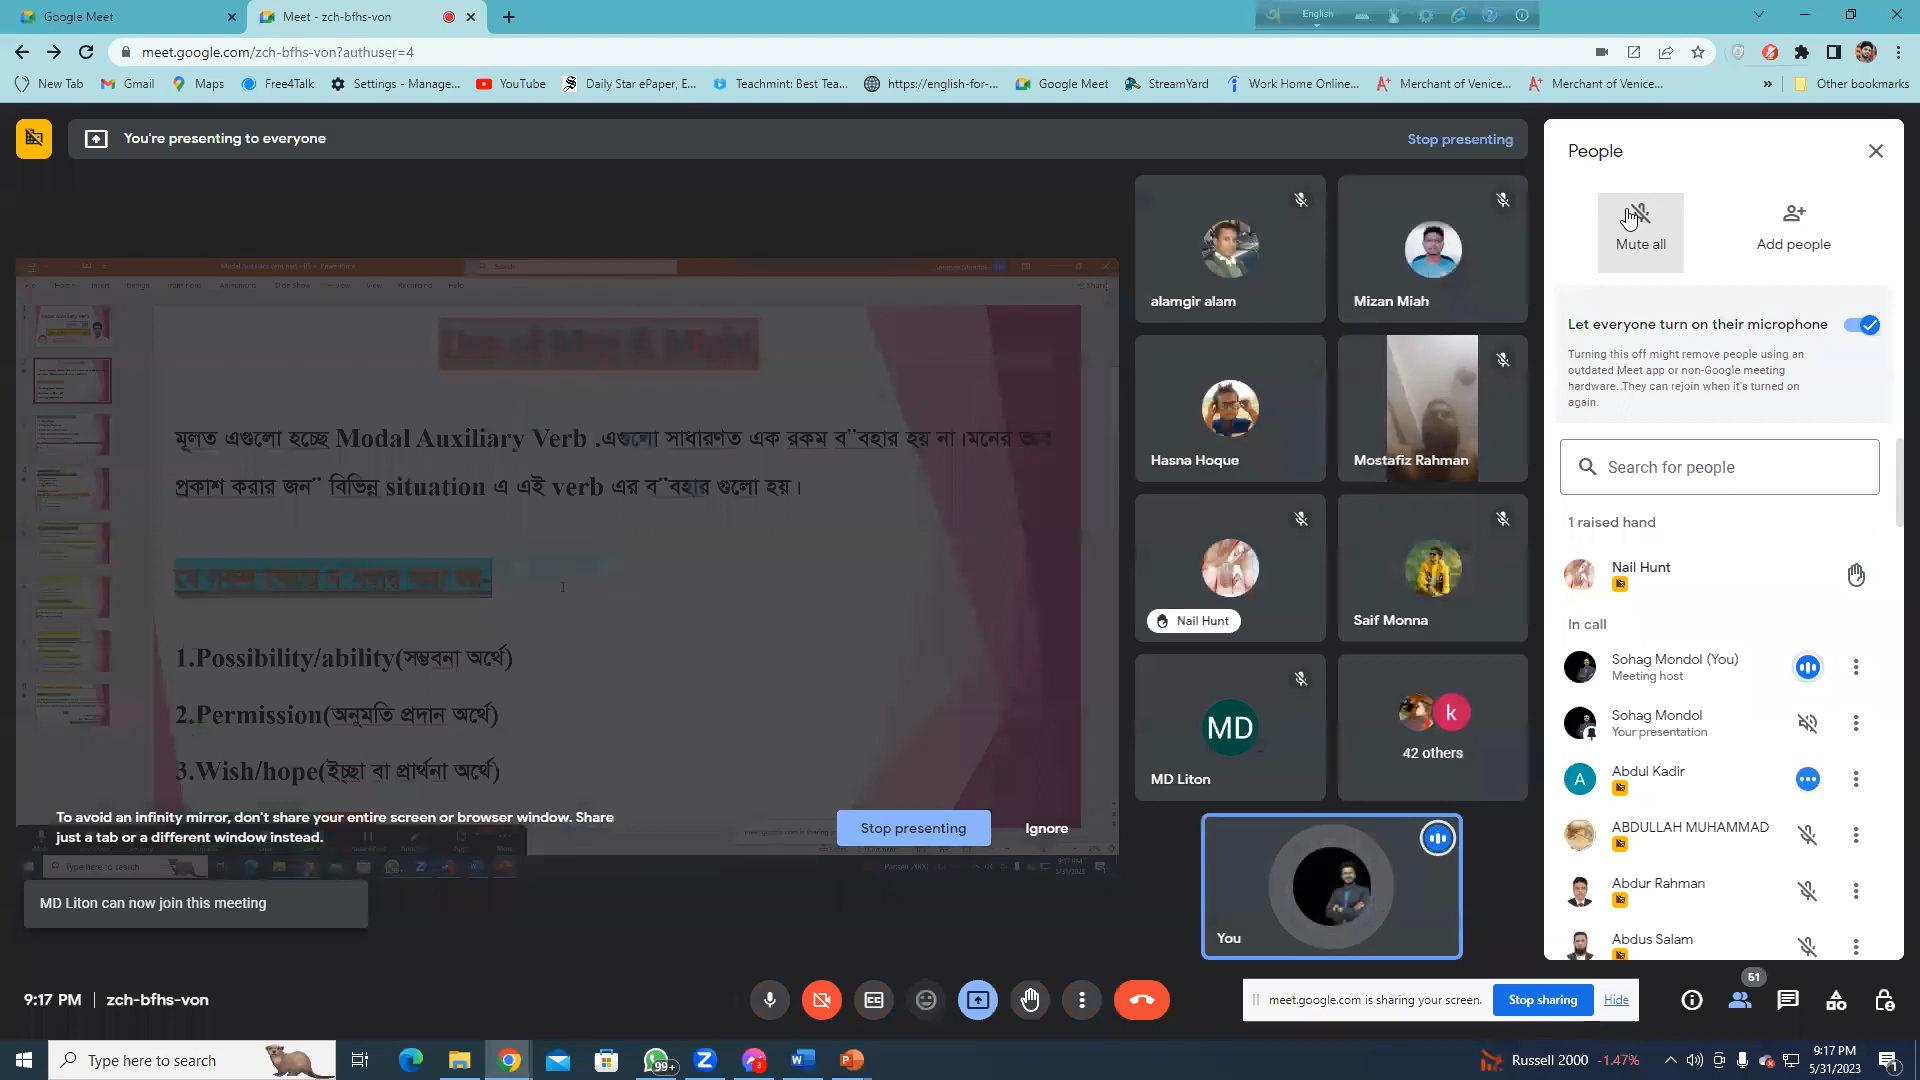 Google Meet
Meet - zch-bfhs-von
English
meet.google.com/zch-bfhs-von?authuser=4
New Tab
Gmail
Maps
Free4Talk
Settings - Manage...
YouTube
Daily Star ePaper, E...
Teachmint: Best Tea...
https://english-for-...
Google Meet
StreamYard
Work Home Online...
Merchant of Venice...
Merchant of Venice...
Other bookmarks
You're presenting to everyone
Stop presenting
People
Mute all
Add people
Let everyone turn on their microphone
Turning this off might remove people using an
outdated Meet app or non-Google meeting
hardware. They can rejoin when it's turned on
again.
Search for people
1 raised hand
Nail Hunt
In call
Sohag Mondol (You)
Meeting host
Sohag Mondol
Your presentation
Abdul Kadir
ABDULLAH MUHAMMAD
Abdur Rahman
Abdus Salam
alamgir alam
Mizan Miah
Hasna Hoque
Mostafiz Rahman
Nail Hunt
Saif Monna
MD
MD Liton
k
42 others
You
Use of May & Might
মূলত এগুলো হচ্ছে Modal Auxiliary Verb .এগুলো সাধারণত এক রকম ব¨বহার হয় না।মনের
প্রকাশ করার জন¨ বিভিন্ন situation এ এই verb এর ব¨বহার গুলো হয়।
1.Possibility/ability(সম্ভবনা অর্থে)
2.Permission(অনুমতি প্রদান অর্থে)
3.Wish/hope(ইচ্ছা বা প্রার্থনা অর্থে)
To avoid an infinity mirror, don't share your entire screen or browser window. Share
just a tab or a different window instead.
Stop presenting
Ignore
MD Liton can now join this meeting
9:17 PM
zch-bfhs-von
meet.google.com is sharing your screen.
Stop sharing
Hide
51
Type here to search
99+
3
Russell 2000 -1.47%
9:17 PM
5/31/2023
1